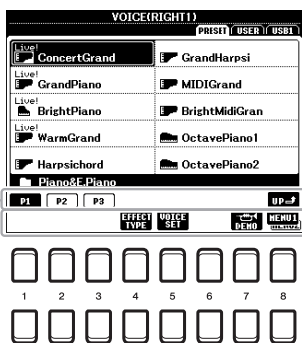 VOICE(RIGHT1)
PRESET USER USB1
Live! ConcertGrand
GrandHarpsi
Live! GrandPiano
MIDIGrand
Live! BrightPiano
BrightMidiGran
Live! WarmGrand
OctavePiano1
Harpsichord
OctavePiano2
Piano&E.Piano
P1 P2 P3 UP
EFFECT TYPE VOICE SET DEMO MENU1
MENU2
1 2 3 4 5 6 7 8